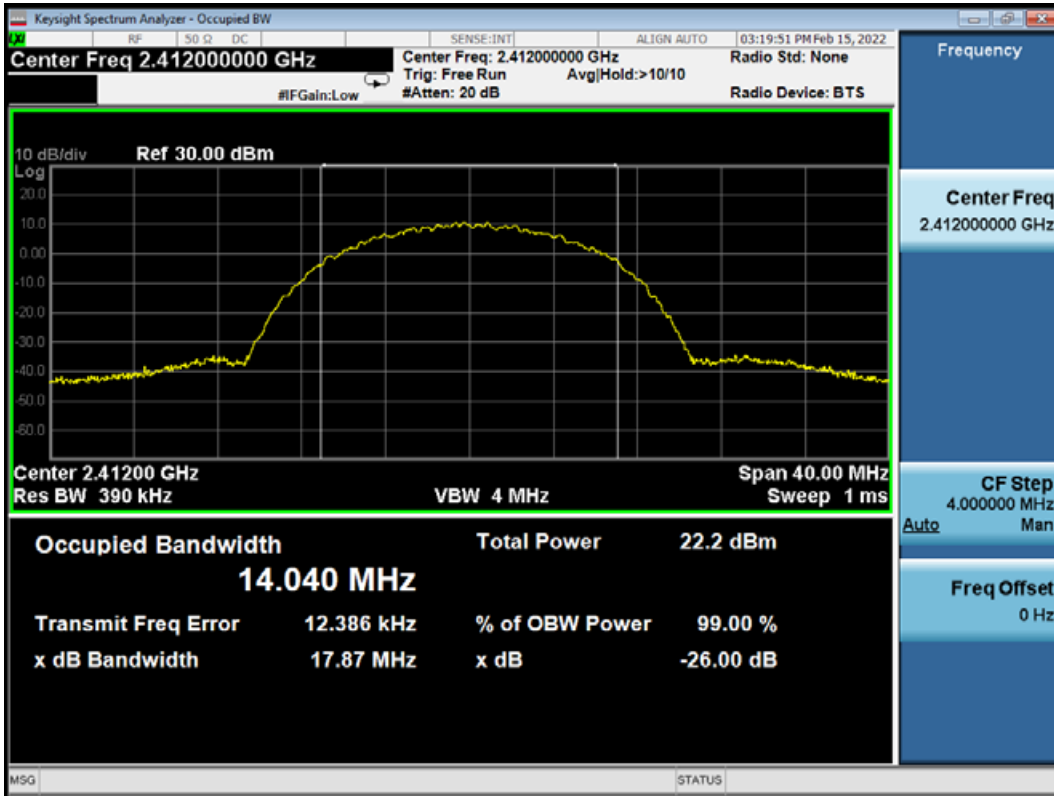 Keysight Spectrum Analyzer - Occupied BW
LXI RF 50 Ω DC SENSE:INT ALIGN AUTO 03:19:51 PM Feb 15, 2022
Center Freq 2.412000000 GHz
Center Freq: 2.412000000 GHz
Radio Std: None
Trig: Free Run Avg|Hold:>10/10
#IFGain:Low #Atten: 20 dB Radio Device: BTS
10 dB/div Ref 30.00 dBm
Log
20.0
10.0
0.00
-10.0
-20.0
-30.0
-40.0
-50.0
-60.0
Center 2.41200 GHz Span 40.00 MHz
Res BW 390 kHz VBW 4 MHz Sweep 1 ms
Occupied Bandwidth Total Power 22.2 dBm
14.040 MHz
Transmit Freq Error 12.386 kHz % of OBW Power 99.00 %
x dB Bandwidth 17.87 MHz x dB -26.00 dB
MSG STATUS
Frequency
Center Freq
2.412000000 GHz
CF Step
4.000000 MHz
Auto Man
Freq Offset
0 Hz